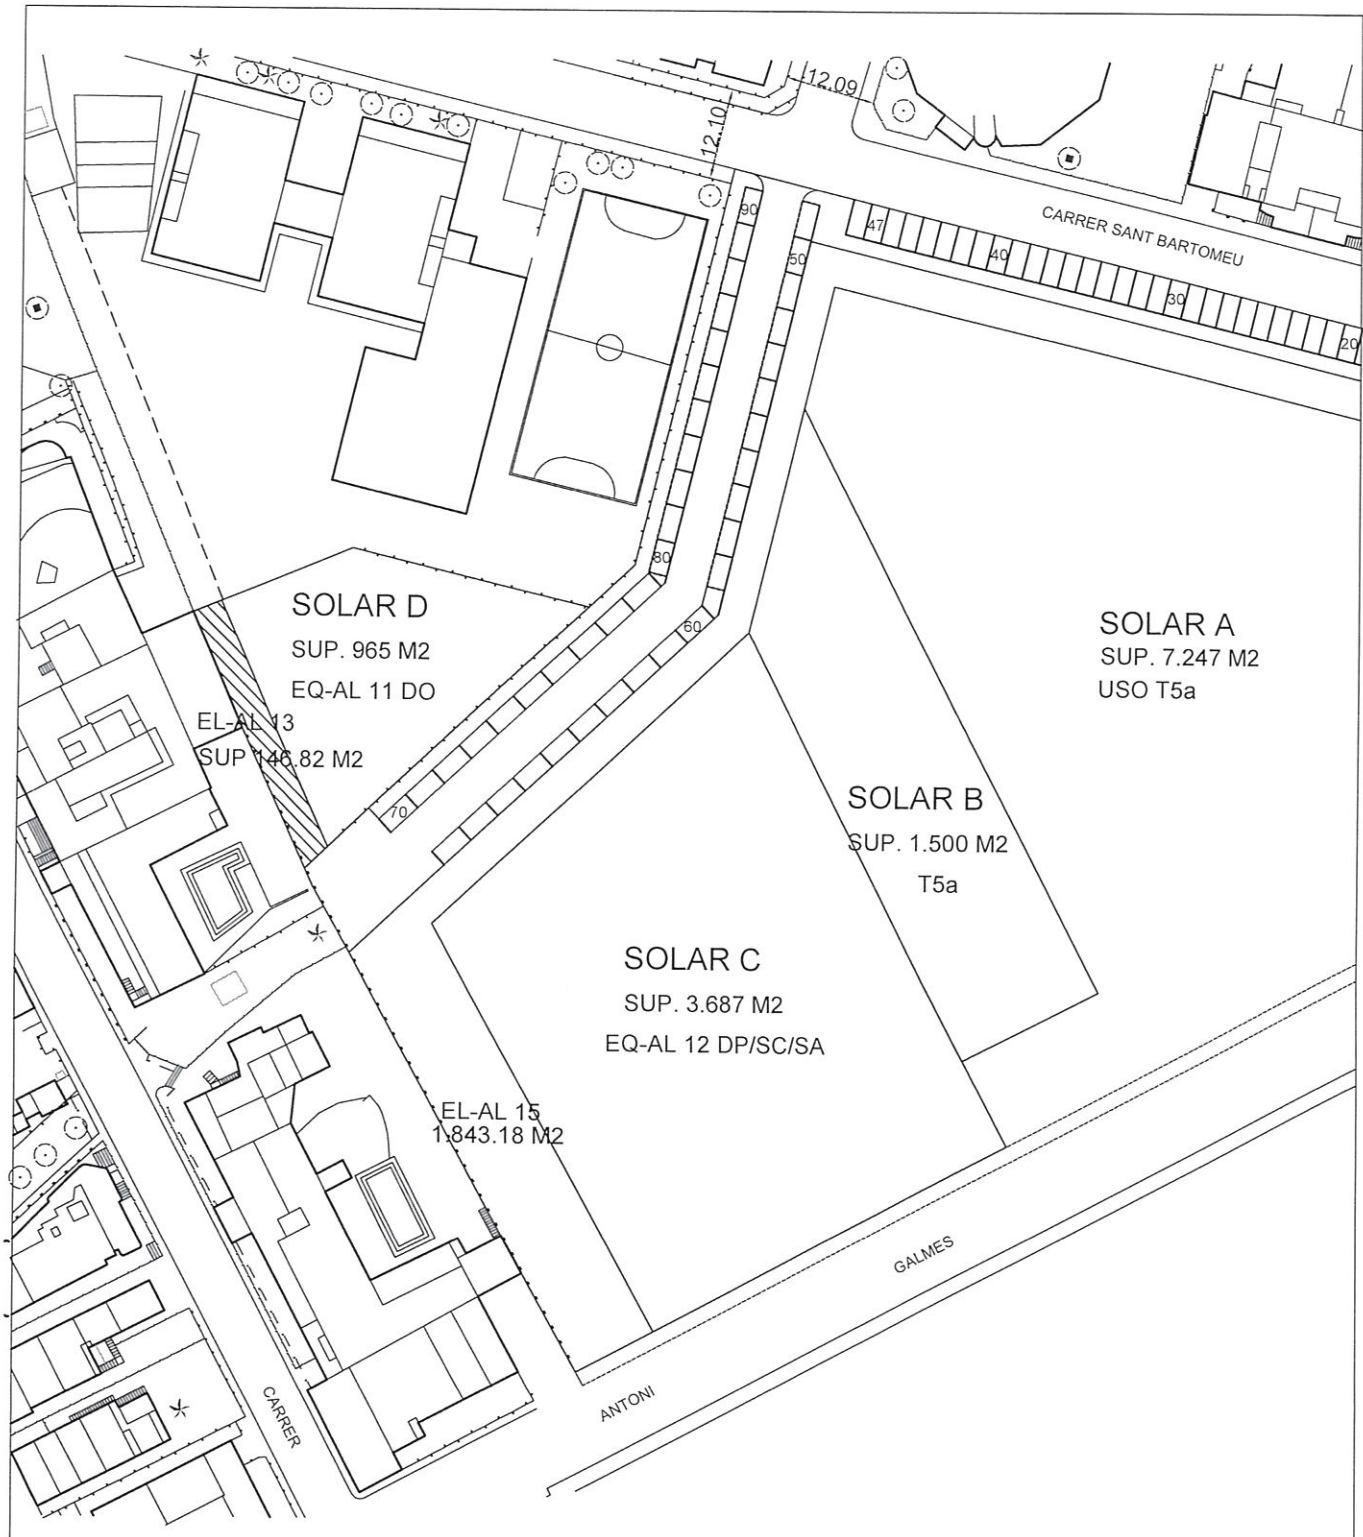 12.09
12.10
90
50
47
40
30
20
CARRER SANT BARTOMEU
80
60
70
SOLAR D
SUP. 965 M2
EQ-AL 11 DO
EL-AL 13
SUP 146.82 M2
SOLAR A
SUP. 7.247 M2
USO T5a
SOLAR B
SUP. 1.500 M2
T5a
SOLAR C
SUP. 3.687 M2
EQ-AL 12 DP/SC/SA
EL-AL 15
1.843.18 M2
GALMES
ANTONI
CARRER